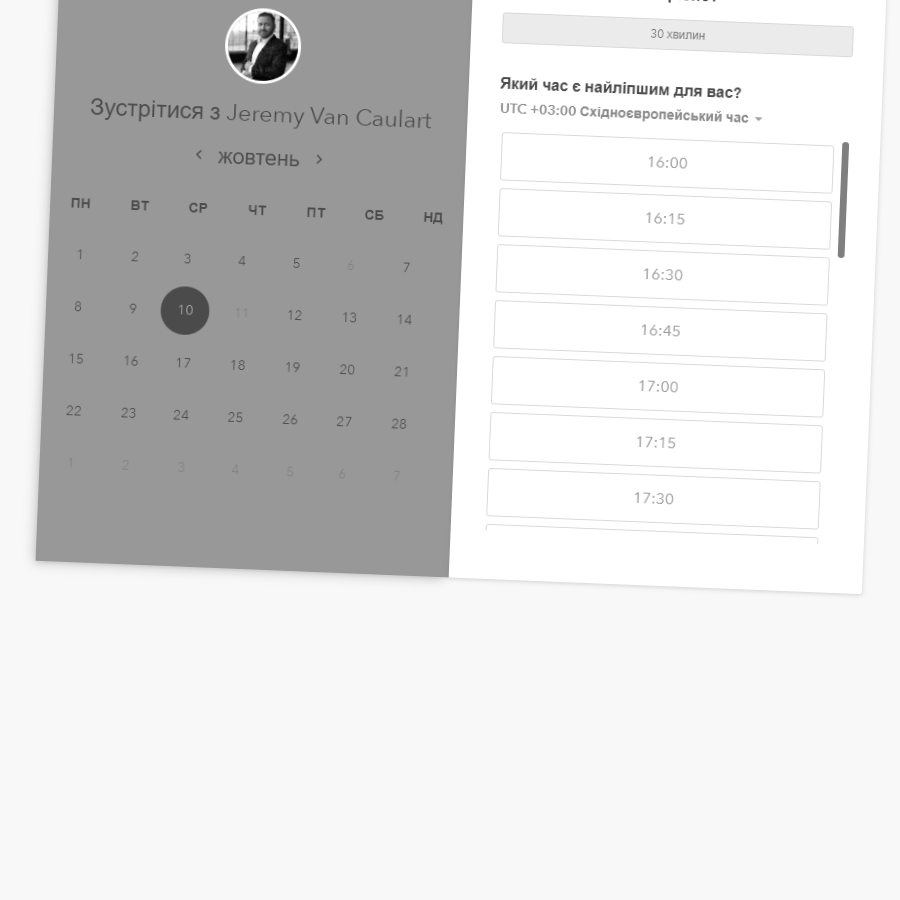 Зустрітися з Jeremy Van Caulart
жовтень
ПН ВТ СР ЧТ ПТ СБ НД
1 2 3 4 5 6 7
8 9 10 11 12 13 14
15 16 17 18 19 20 21
22 23 24 25 26 27 28
1 2 3 4 5 6 7
30 хвилин
Який час є найліпшим для вас?
UTC +03:00 Східноєвропейський час
16:00
16:15
16:30
16:45
17:00
17:15
17:30